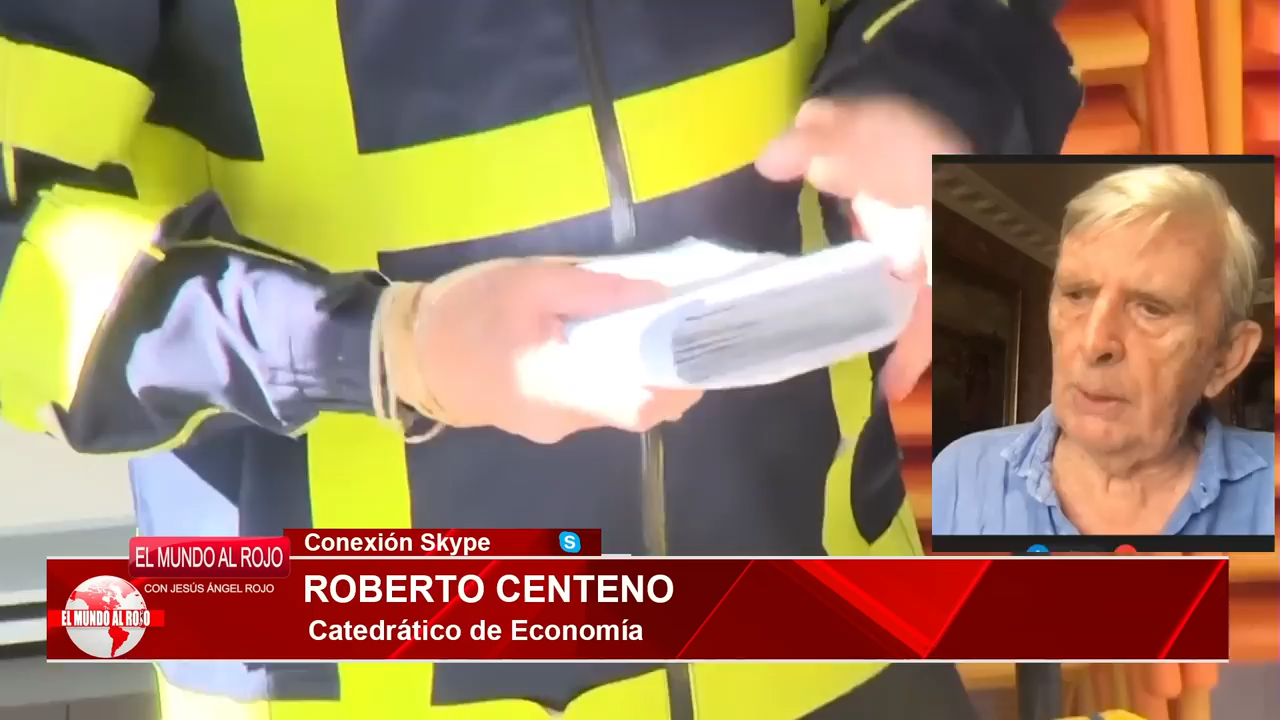 Conexión Skype
EL MUNDO AL ROJO
CON JESÚS ÁNGEL ROJO
EL MUNDO AL ROJO
ROBERTO CENTENO
Catedrático de Economía